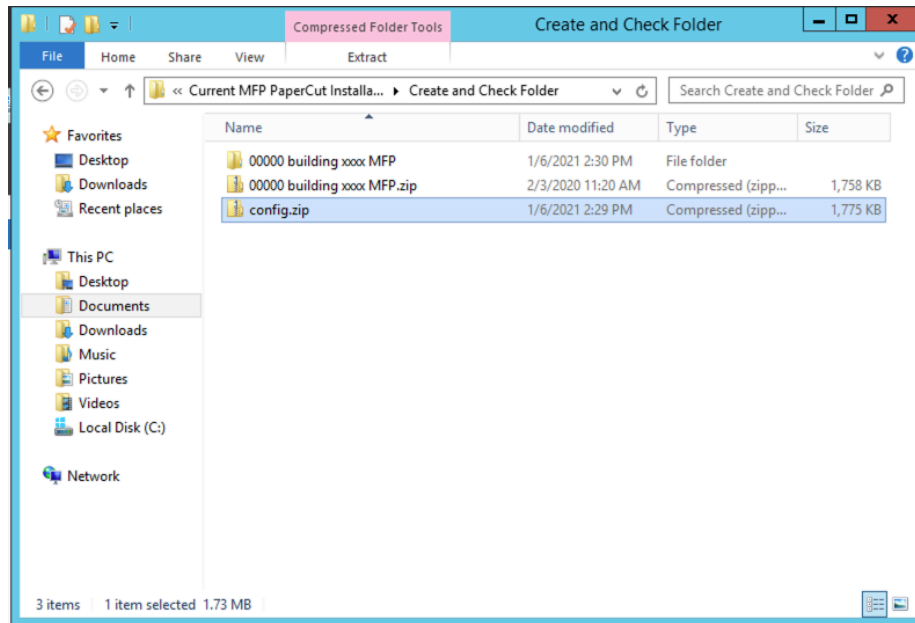 Compressed Folder Tools
Create and Check Folder
File Home Share View Extract
« Current MFP PaperCut Installa... Create and Check Folder
Search Create and Check Folder
Favorites
Desktop
Downloads
Recent places
This PC
Desktop
Documents
Downloads
Music
Pictures
Videos
Local Disk (C:)
Network
Name Date modified Type Size
00000 building xxxx MFP 1/6/2021 2:30 PM File folder
00000 building xxxx MFP.zip 2/3/2020 11:20 AM Compressed (zipp... 1,758 KB
config.zip 1/6/2021 2:29 PM Compressed (zipp... 1,775 KB
3 items 1 item selected 1.73 MB